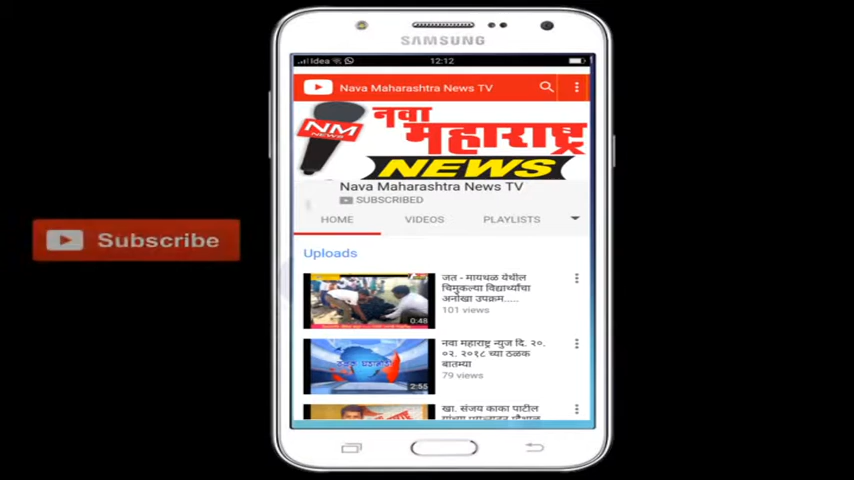 SAMSUNG
Idea 12:12
Nava Maharashtra News TV
NM
NEWS
नवा
महाराष्ट्र
NEWS
Nava Maharashtra News TV
SUBSCRIBED
HOME VIDEOS PLAYLISTS
Subscribe
Uploads
जत - मायथळ येथील
चिमुकल्या विद्यार्थ्यांचा
अनोखा उपक्रम.....
101 views
0:48
नवा महाराष्ट्र न्युज दि. २०.
०२. २०१८ च्या ठळक
बातम्या
79 views
2:55
खा. संजय काका पाटील